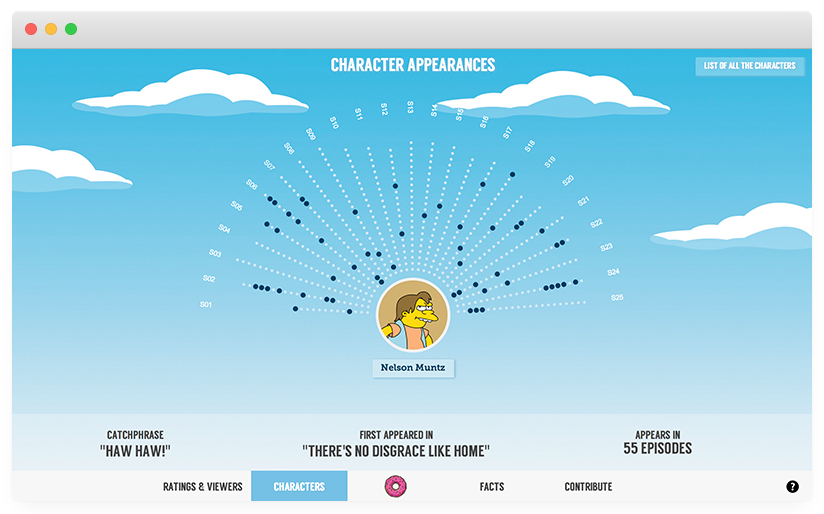 CHARACTER APPEARANCES
LIST OF ALL THE CHARACTERS
S01
S02
S03
S04
S05
S06
S07
S08
S09
S10
S11
S12
S13
S14
S15
S16
S17
S18
S19
S20
S21
S22
S23
S24
S25
Nelson Muntz
CATCHPHRASE
"HAW HAW!"
FIRST APPEARED IN
"THERE'S NO DISGRACE LIKE HOME"
APPEARS IN
55 EPISODES
RATINGS & VIEWERS
CHARACTERS
FACTS
CONTRIBUTE
?